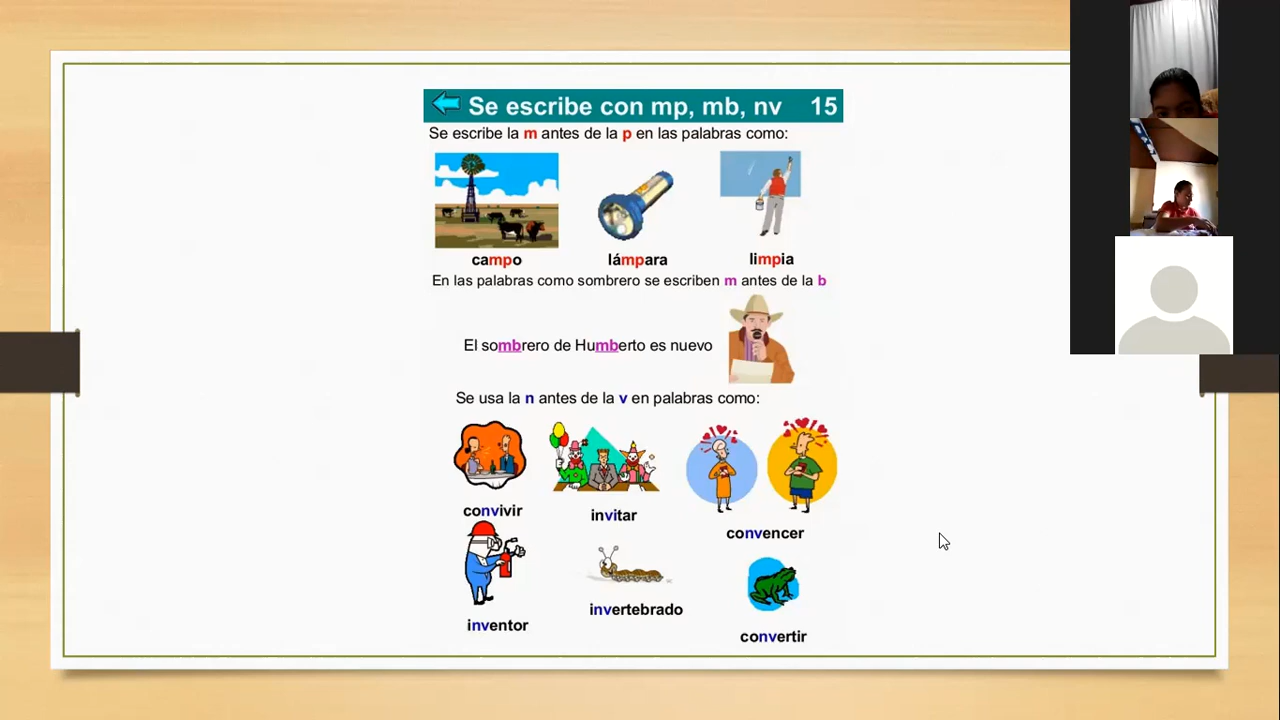 Se escribe con mp, mb, nv 15
Se escribe la m antes de la p en las palabras como:
campo lámpara limpia
En las palabras como sombrero se escriben m antes de la b
El sombrero de Humberto es nuevo
Se usa la n antes de la v en palabras como:
convivir invitar convencer
inventor invertebrado convertir